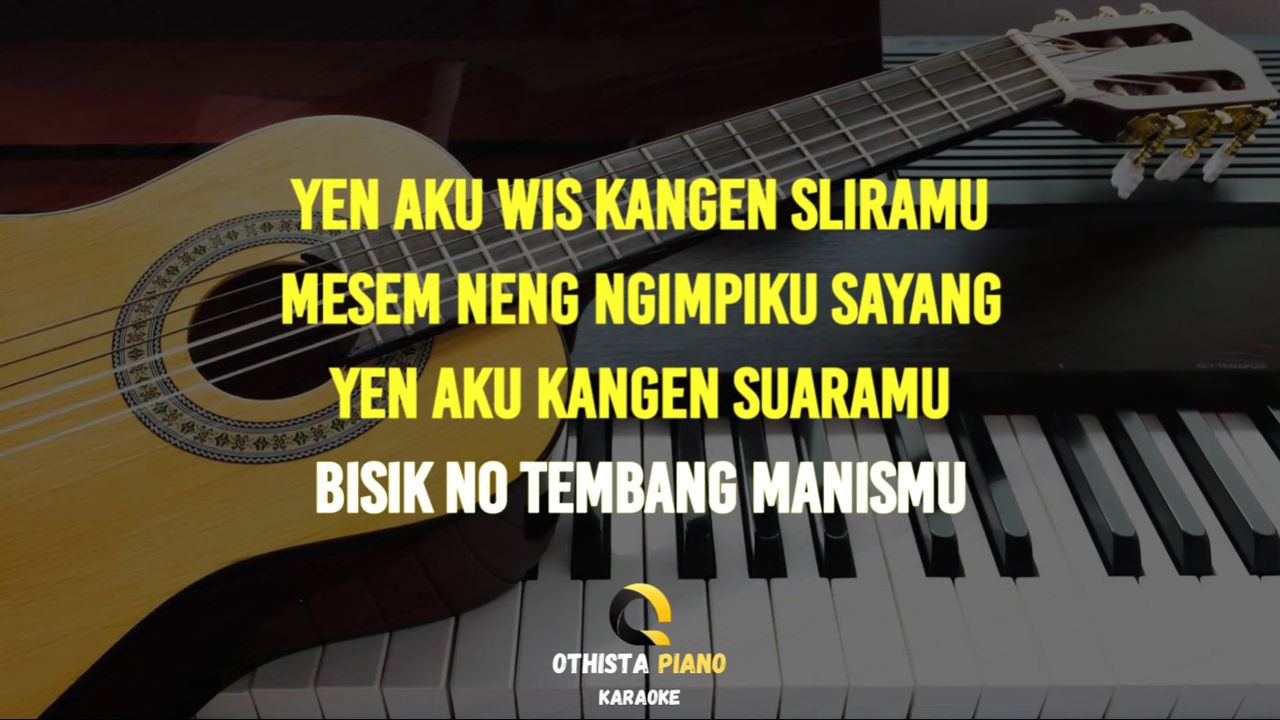 YEN AKU WIS KANGEN SLIRAMU
MESEM NENG NGIMPIKU SAYANG
YEN AKU KANGEN SUARAMU
BISIK NO TEMBANG MANISMU
OTHISTA PIANO
KARAOKE